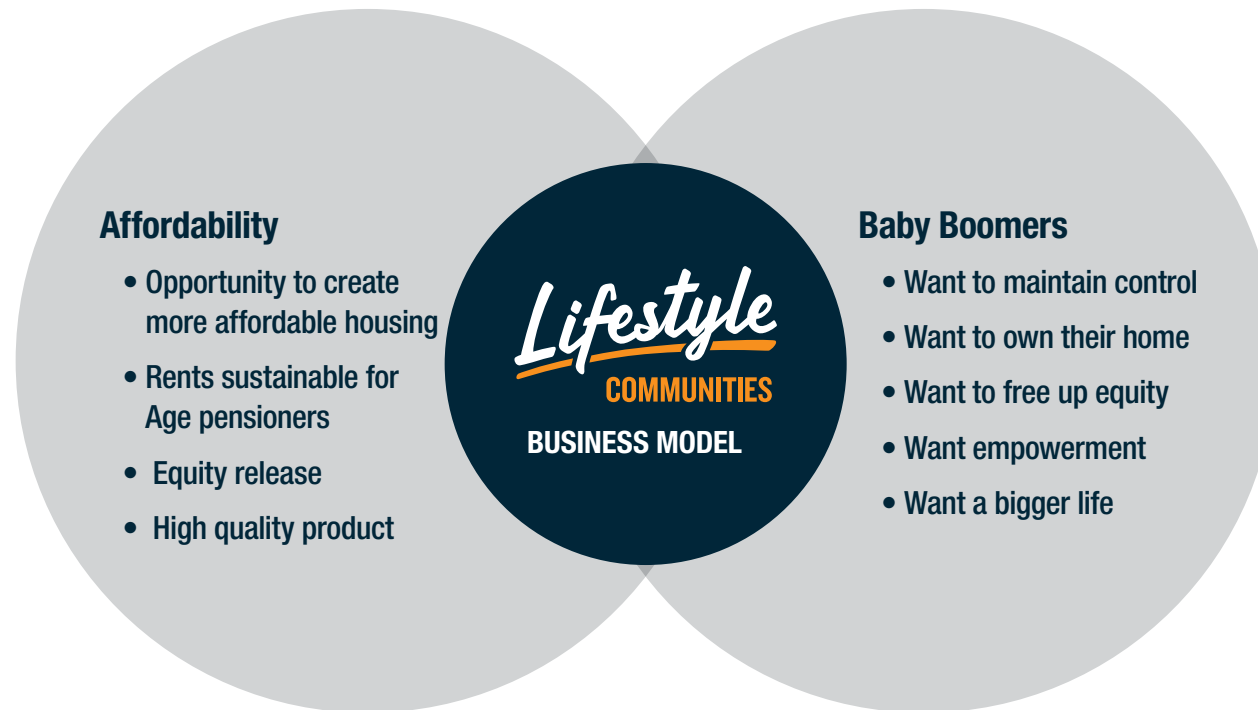 Affordability
• Opportunity to create
more affordable housing
• Rents sustainable for
Age pensioners
• Equity release
• High quality product
Lifestyle
COMMUNITIES
BUSINESS MODEL
Baby Boomers
• Want to maintain control
• Want to own their home
• Want to free up equity
• Want empowerment
• Want a bigger life